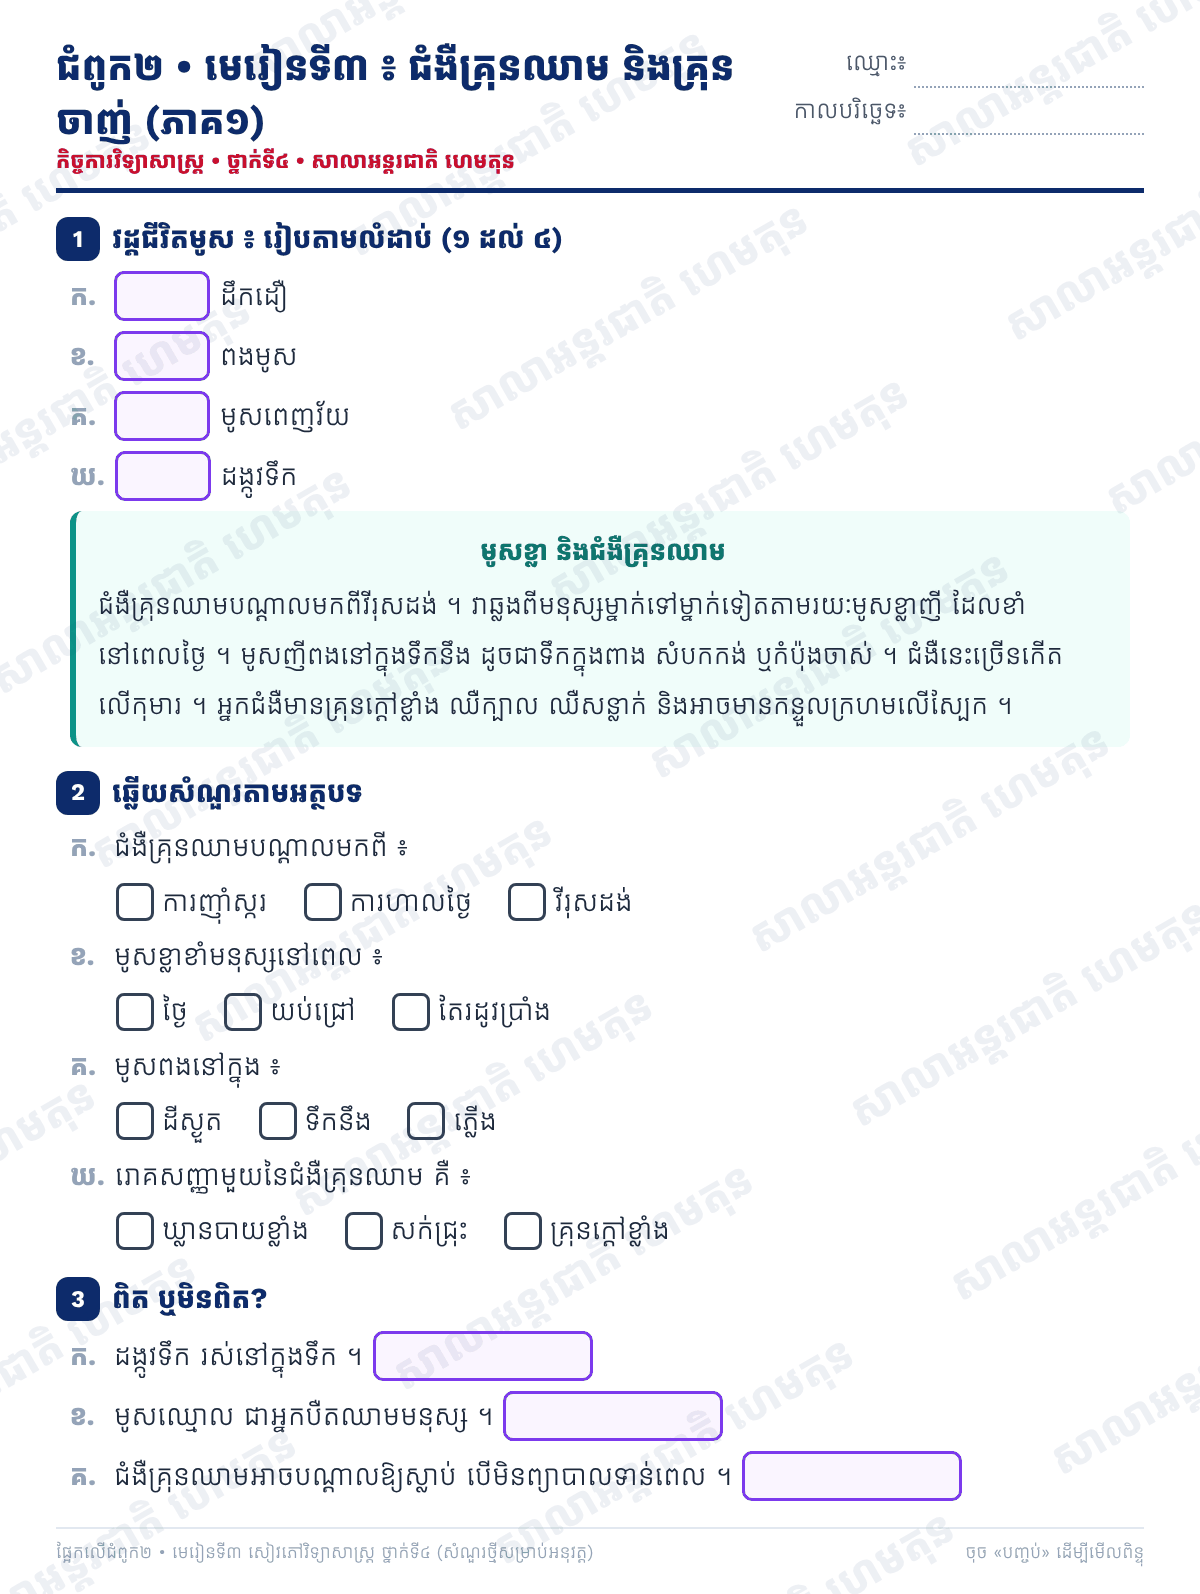 ជំពូក២ • មេរៀនទី៣ ៖ ជំងឺគ្រុនឈាម និងគ្រុន
ចាញ់ (ភាគ១)
ឈ្មោះ៖
កាលបរិច្ឆេទ៖
កិច្ចការវិទ្យាសាស្ត្រ • ថ្នាក់ទី៤ • សាលាអន្តរជាតិ ហេមតុន
1 វដ្តជីវិតមូស ៖ រៀបតាមលំដាប់ (១ ដល់ ៤)
ក. ដឹកដឿ
ខ. ពងមូស
គ. មូសពេញវ័យ
ឃ. ដង្កូវទឹក
មូសខ្លា និងជំងឺគ្រុនឈាម
ជំងឺគ្រុនឈាមបណ្តាលមកពីវីរុសដង់ ។ វាឆ្លងពីមនុស្សម្នាក់ទៅម្នាក់ទៀតតាមរយៈមូសខ្លាញី ដែលខាំ
នៅពេលថ្ងៃ ។ មូសញីពងនៅក្នុងទឹកនឹង ដូចជាទឹកក្នុងពាង សំបកកង់ ឬកំប៉ុងចាស់ ។ ជំងឺនេះច្រើនកើត
លើកុមារ ។ អ្នកជំងឺមានគ្រុនក្តៅខ្លាំង ឈឺក្បាល ឈឺសន្លាក់ និងអាចមានកន្ទួលក្រហមលើស្បែក ។
2 ឆ្លើយសំណួរតាមអត្ថបទ
ក. ជំងឺគ្រុនឈាមបណ្តាលមកពី ៖
ការញ៉ាំស្ករ ការហាលថ្ងៃ វីរុសដង់
ខ. មូសខ្លាខាំមនុស្សនៅពេល ៖
ថ្ងៃ យប់ជ្រៅ តែរដូវប្រាំង
គ. មូសពងនៅក្នុង ៖
ដីស្ងួត ទឹកនឹង ភ្លើង
ឃ. រោគសញ្ញាមួយនៃជំងឺគ្រុនឈាម គឺ ៖
ឃ្លានបាយខ្លាំង សក់ជ្រុះ គ្រុនក្តៅខ្លាំង
3 ពិត ឬមិនពិត?
ក. ដង្កូវទឹក រស់នៅក្នុងទឹក ។
ខ. មូសឈ្មោល ជាអ្នកបឺតឈាមមនុស្ស ។
គ. ជំងឺគ្រុនឈាមអាចបណ្តាលឱ្យស្លាប់ បើមិនព្យាបាលទាន់ពេល ។
ផ្អែកលើជំពូក២ • មេរៀនទី៣ សៀវភៅវិទ្យាសាស្ត្រ ថ្នាក់ទី៤ (សំណួរថ្មីសម្រាប់អនុវត្ត)
ចុច «បញ្ចប់» ដើម្បីមើលពិន្ទុ